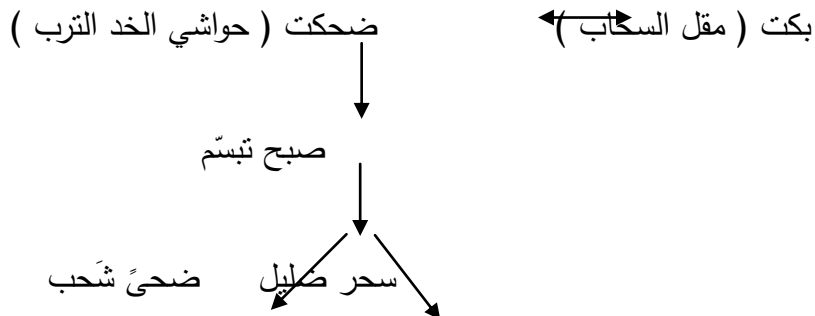 بكت ( مقل السحاب ) ضحكت ( حواشي الخد الترب )
صبح تبسّم
سحر ضليل ضحىً شَحب